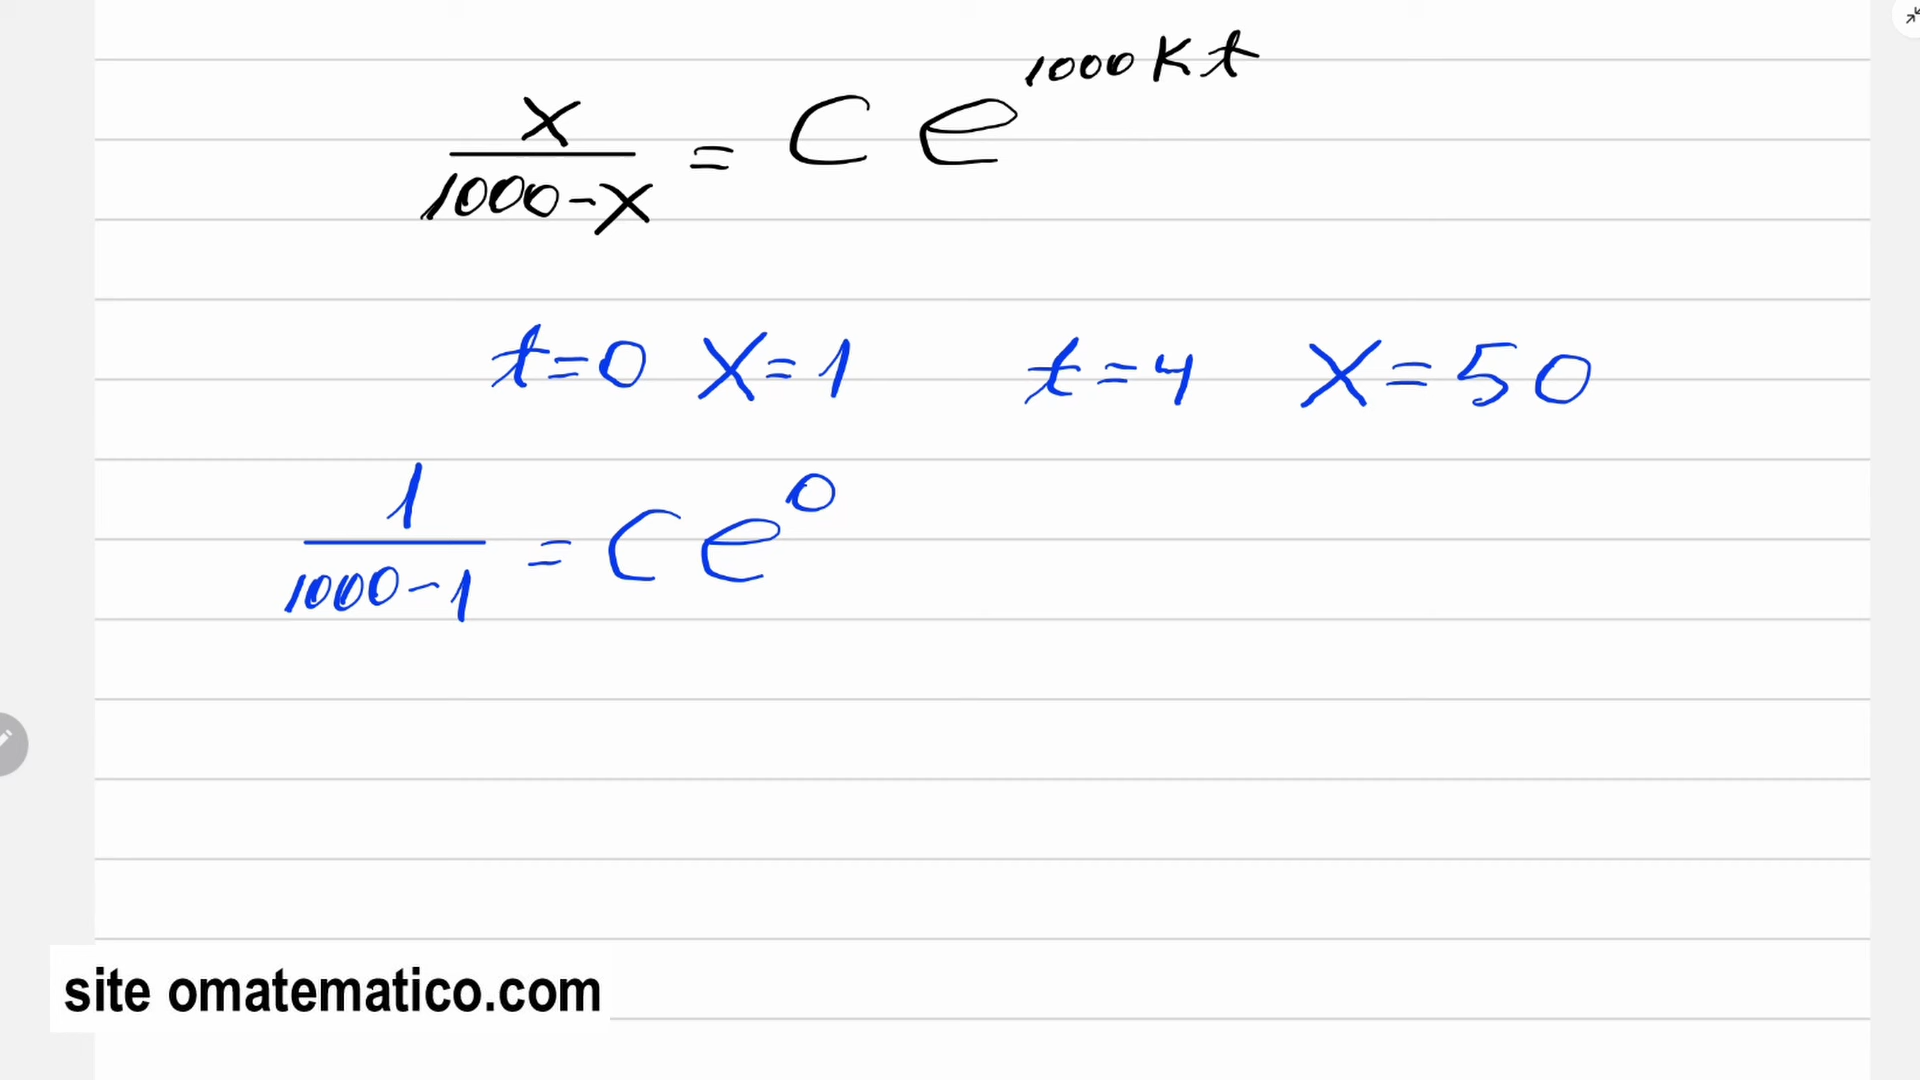 x/(1000-x) = C e^(1000Kt)
t=0 X=1 t=4 X=50
1/(1000-1) = C e^0
site omatematico.com